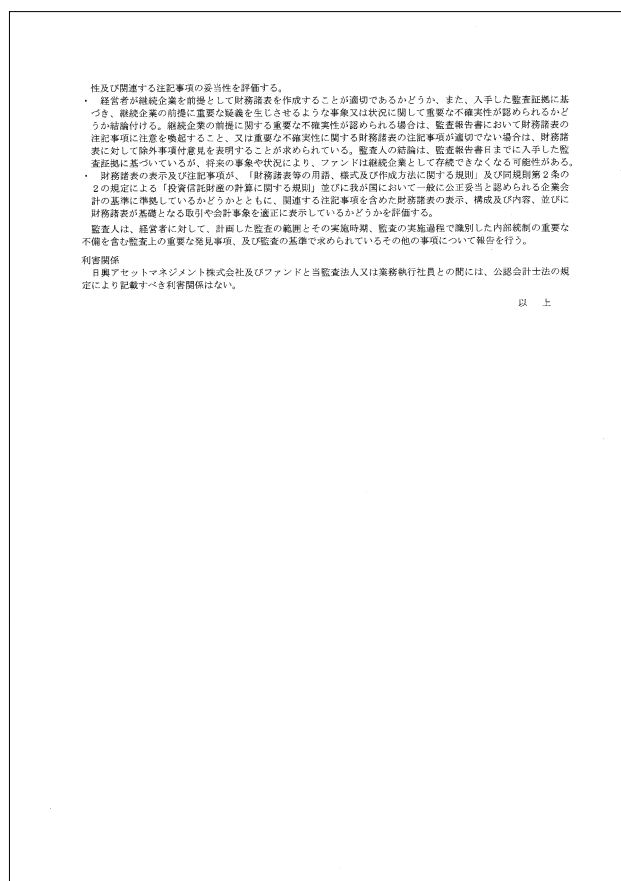 性及び関連する注記事項の妥当性を評価する。
・ 経営者が継続企業を前提として財務諸表を作成することが適切であるかどうか、また、入手した監査証拠に基
づき、継続企業の前提に重要な疑義を生じさせるような事象又は状況に関して重要な不確実性が認められるかど
うか結論付ける。継続企業の前提に関する重要な不確実性が認められる場合は、監査報告書において財務諸表の
注記事項に注意を喚起すること、又は重要な不確実性に関する財務諸表の注記事項が適切でない場合は、財務諸
表に対して除外事項付意見を表明することが求められている。監査人の結論は、監査報告書日までに入手した監
査証拠に基づいているが、将来の事象や状況により、ファンドは継続企業として存続できなくなる可能性がある。
・ 財務諸表の表示及び注記事項が、「財務諸表等の用語、様式及び作成方法に関する規則」及び同規則第２条の
２の規定による「投資信託財産の計算に関する規則」並びに我が国において一般に公正妥当と認められる企業会
計の基準に準拠しているかどうかとともに、関連する注記事項を含めた財務諸表の表示、構成及び内容、並びに
財務諸表が基礎となる取引や会計事象を適正に表示しているかどうかを評価する。
監査人は、経営者に対して、計画した監査の範囲とその実施時期、監査の実施過程で識別した内部統制の重要な
不備を含む監査上の重要な発見事項、及び監査の基準で求められているその他の事項について報告を行う。
利害関係
日興アセットマネジメント株式会社及びファンドと当監査法人又は業務執行社員との間には、公認会計士法の規
定により記載すべき利害関係はない。
以 上